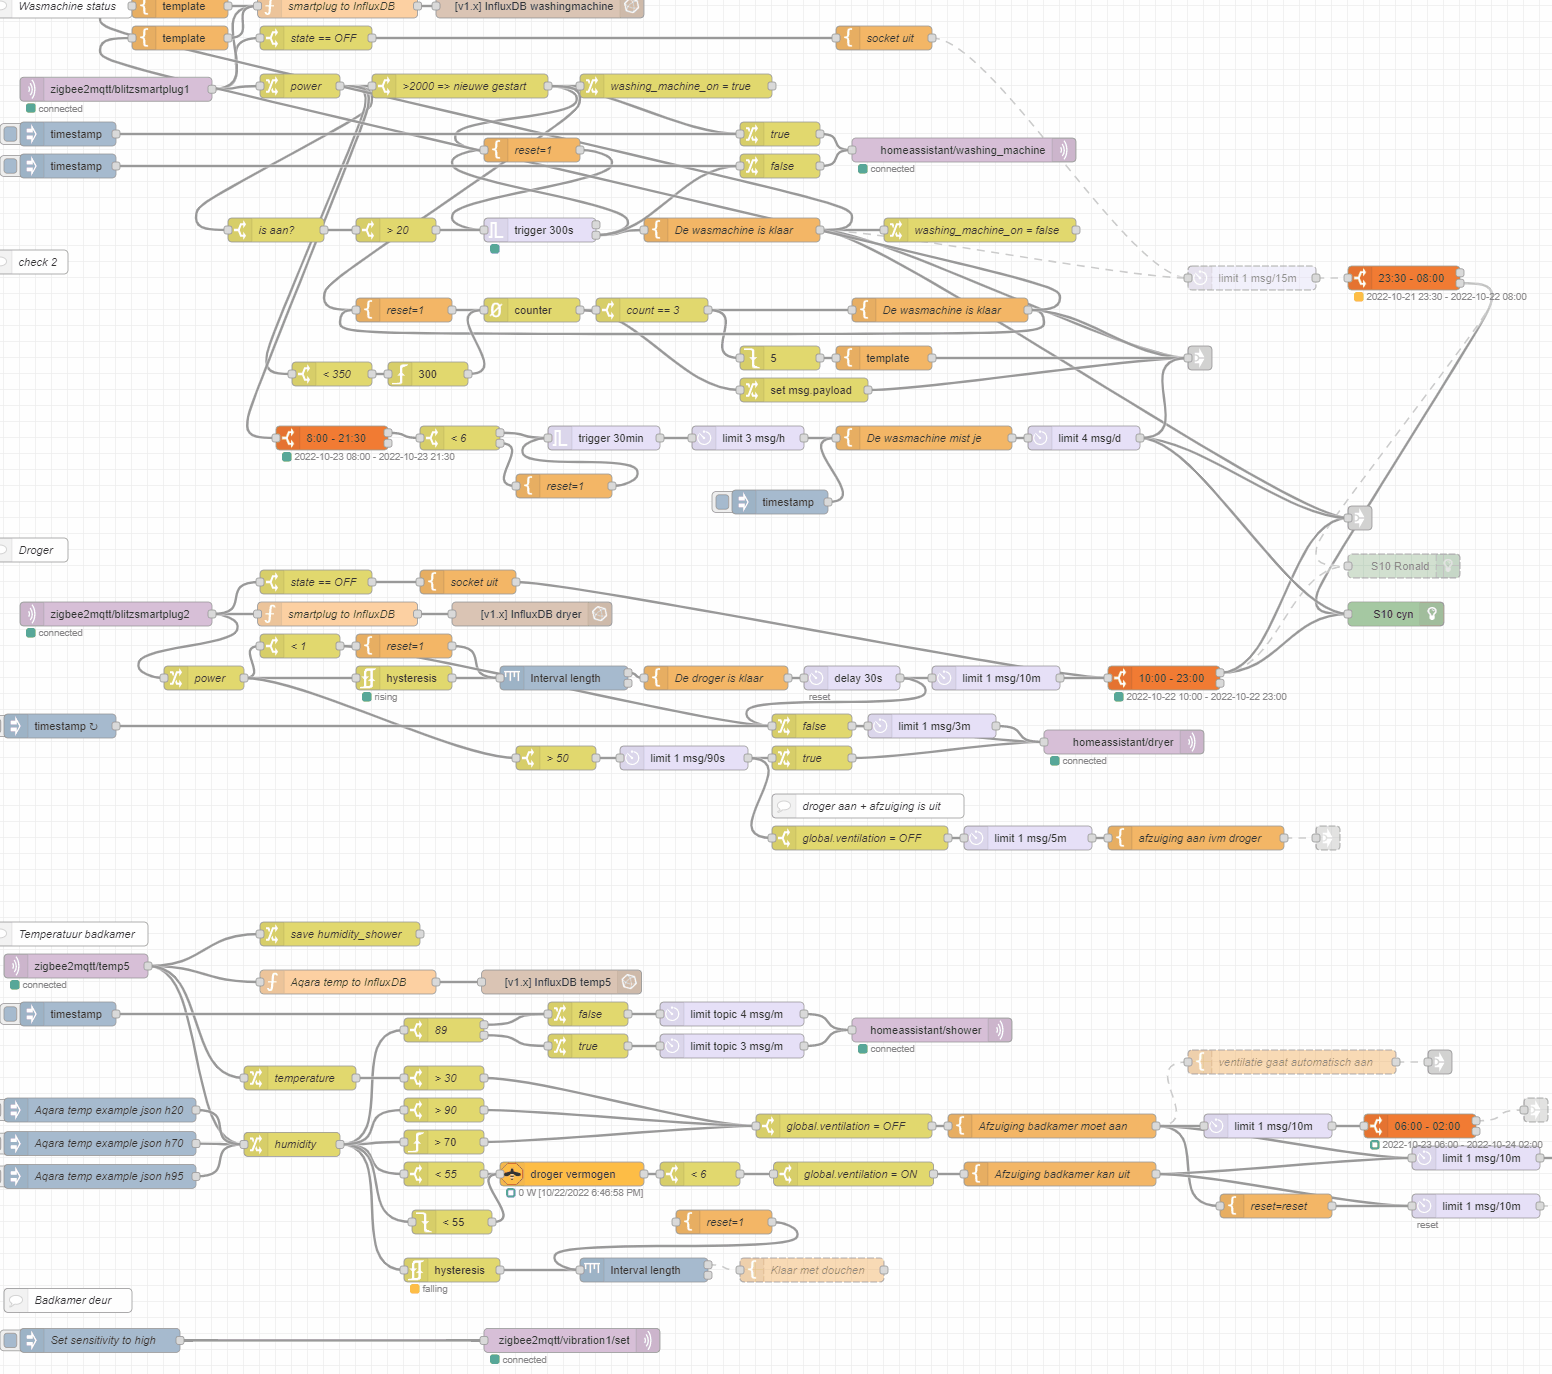 Wasmachine status
template
smartplug to InfluxDB
[v1.x] InfluxDB washingmachine
template
state == OFF
socket uit
zigbee2mqtt/blitzsmartplug1
power
>2000 => nieuwe gestart
washing_machine_on = true
connected
timestamp
true
reset=1
homeassistant/washing_machine
timestamp
false
connected
is aan?
> 20
trigger 300s
De wasmachine is klaar
washing_machine_on = false
check 2
limit 1 msg/15m
23:30 - 08:00
2022-10-21 23:30 - 2022-10-22 08:00
reset=1
counter
count == 3
De wasmachine is klaar
5
template
< 350
300
set msg.payload
8:00 - 21:30
< 6
trigger 30min
limit 3 msg/h
De wasmachine mist je
limit 4 msg/d
2022-10-23 08:00 - 2022-10-23 21:30
reset=1
timestamp
Droger
S10 Ronald
state == OFF
socket uit
zigbee2mqtt/blitzsmartplug2
smartplug to InfluxDB
[v1.x] InfluxDB dryer
S10 cyn
connected
< 1
reset=1
power
hysteresis
Interval length
De droger is klaar
delay 30s
limit 1 msg/10m
10:00 - 23:00
rising
reset
2022-10-22 10:00 - 2022-10-22 23:00
timestamp ↻
false
limit 1 msg/3m
homeassistant/dryer
> 50
limit 1 msg/90s
true
connected
droger aan + afzuiging is uit
global.ventilation = OFF
limit 1 msg/5m
afzuiging aan ivm droger
Temperatuur badkamer
save humidity_shower
zigbee2mqtt/temp5
connected
Aqara temp to InfluxDB
[v1.x] InfluxDB temp5
timestamp
false
limit topic 4 msg/m
89
homeassistant/shower
true
limit topic 3 msg/m
connected
ventilatie gaat automatisch aan
temperature
> 30
Aqara temp example json h20
> 90
global.ventilation = OFF
Afzuiging badkamer moet aan
limit 1 msg/10m
06:00 - 02:00
Aqara temp example json h70
humidity
> 70
2022-10-23 06:00 - 2022-10-24 02:00
limit 1 msg/10m
Aqara temp example json h95
< 55
droger vermogen
< 6
global.ventilation = ON
Afzuiging badkamer kan uit
0 W [10/22/2022 6:46:58 PM]
reset=reset
limit 1 msg/10m
< 55
reset=1
reset
hysteresis
Interval length
Klaar met douchen
falling
Badkamer deur
Set sensitivity to high
zigbee2mqtt/vibration1/set
connected